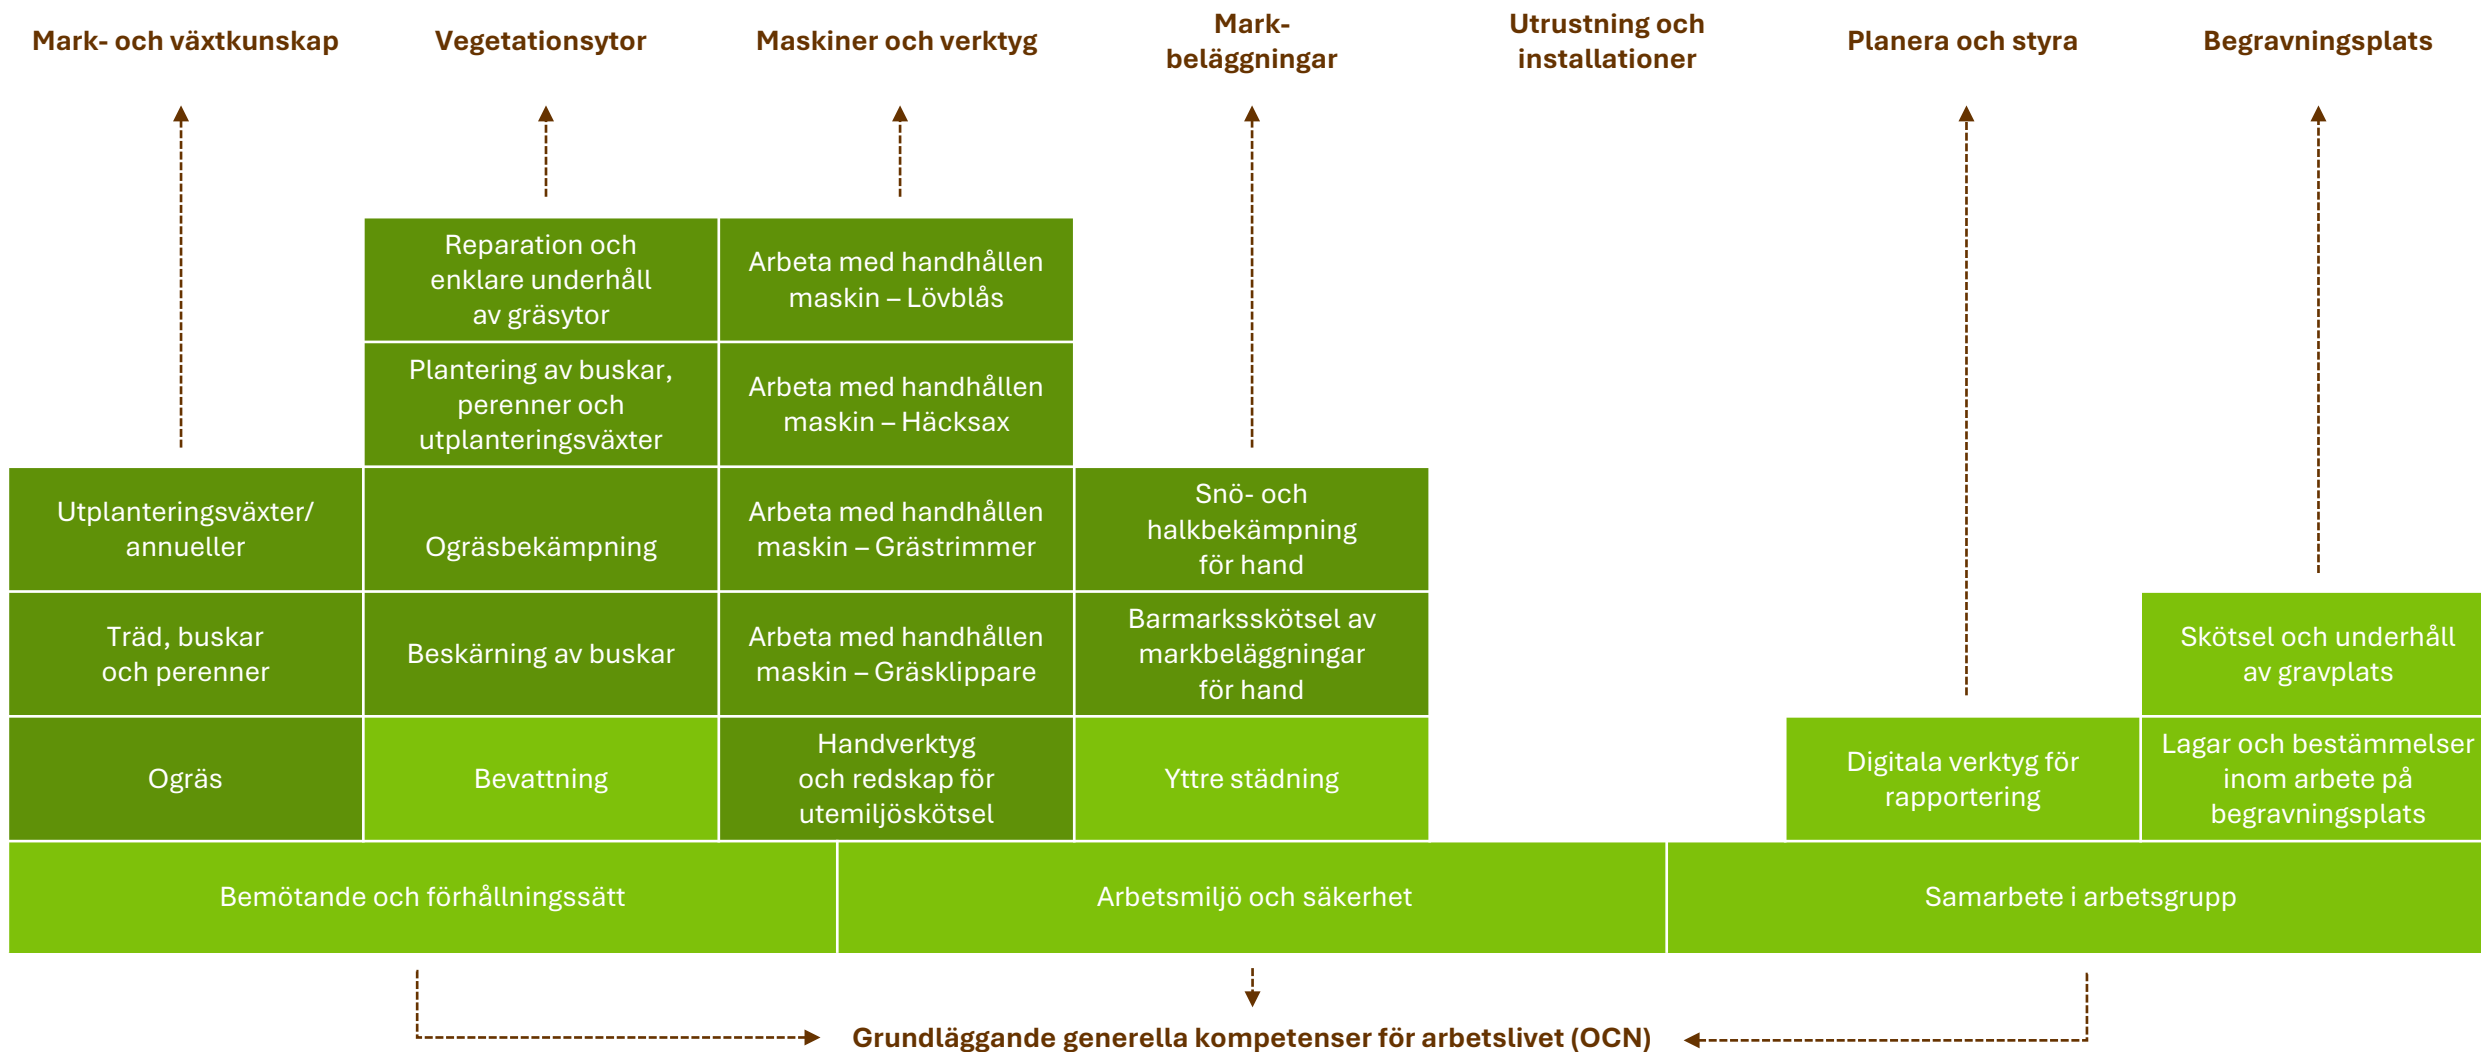 Mark- och växtkunskap
Vegetationsytor
Maskiner och verktyg
Mark-
beläggningar
Utrustning och
installationer
Planera och styra
Begravningsplats
Reparation och
enklare underhåll
av gräsytor
Arbeta med handhållen
maskin – Lövblås
Plantering av buskar,
perenner och
utplanteringsväxter
Arbeta med handhållen
maskin – Häcksax
Utplanteringsväxter/
annueller
Ogräsbekämpning
Arbeta med handhållen
maskin – Grästrimmer
Snö- och
halkbekämpning
för hand
Träd, buskar
och perenner
Beskärning av buskar
Arbeta med handhållen
maskin – Gräsklippare
Barmarksskötsel av
markbeläggningar
för hand
Skötsel och underhåll
av gravplats
Ogräs
Bevattning
Handverktyg
och redskap för
utemiljöskötsel
Yttre städning
Digitala verktyg för
rapportering
Lagar och bestämmelser
inom arbete på
begravningsplats
Bemötande och förhållningssätt
Arbetsmiljö och säkerhet
Samarbete i arbetsgrupp
Grundläggande generella kompetenser för arbetslivet (OCN)